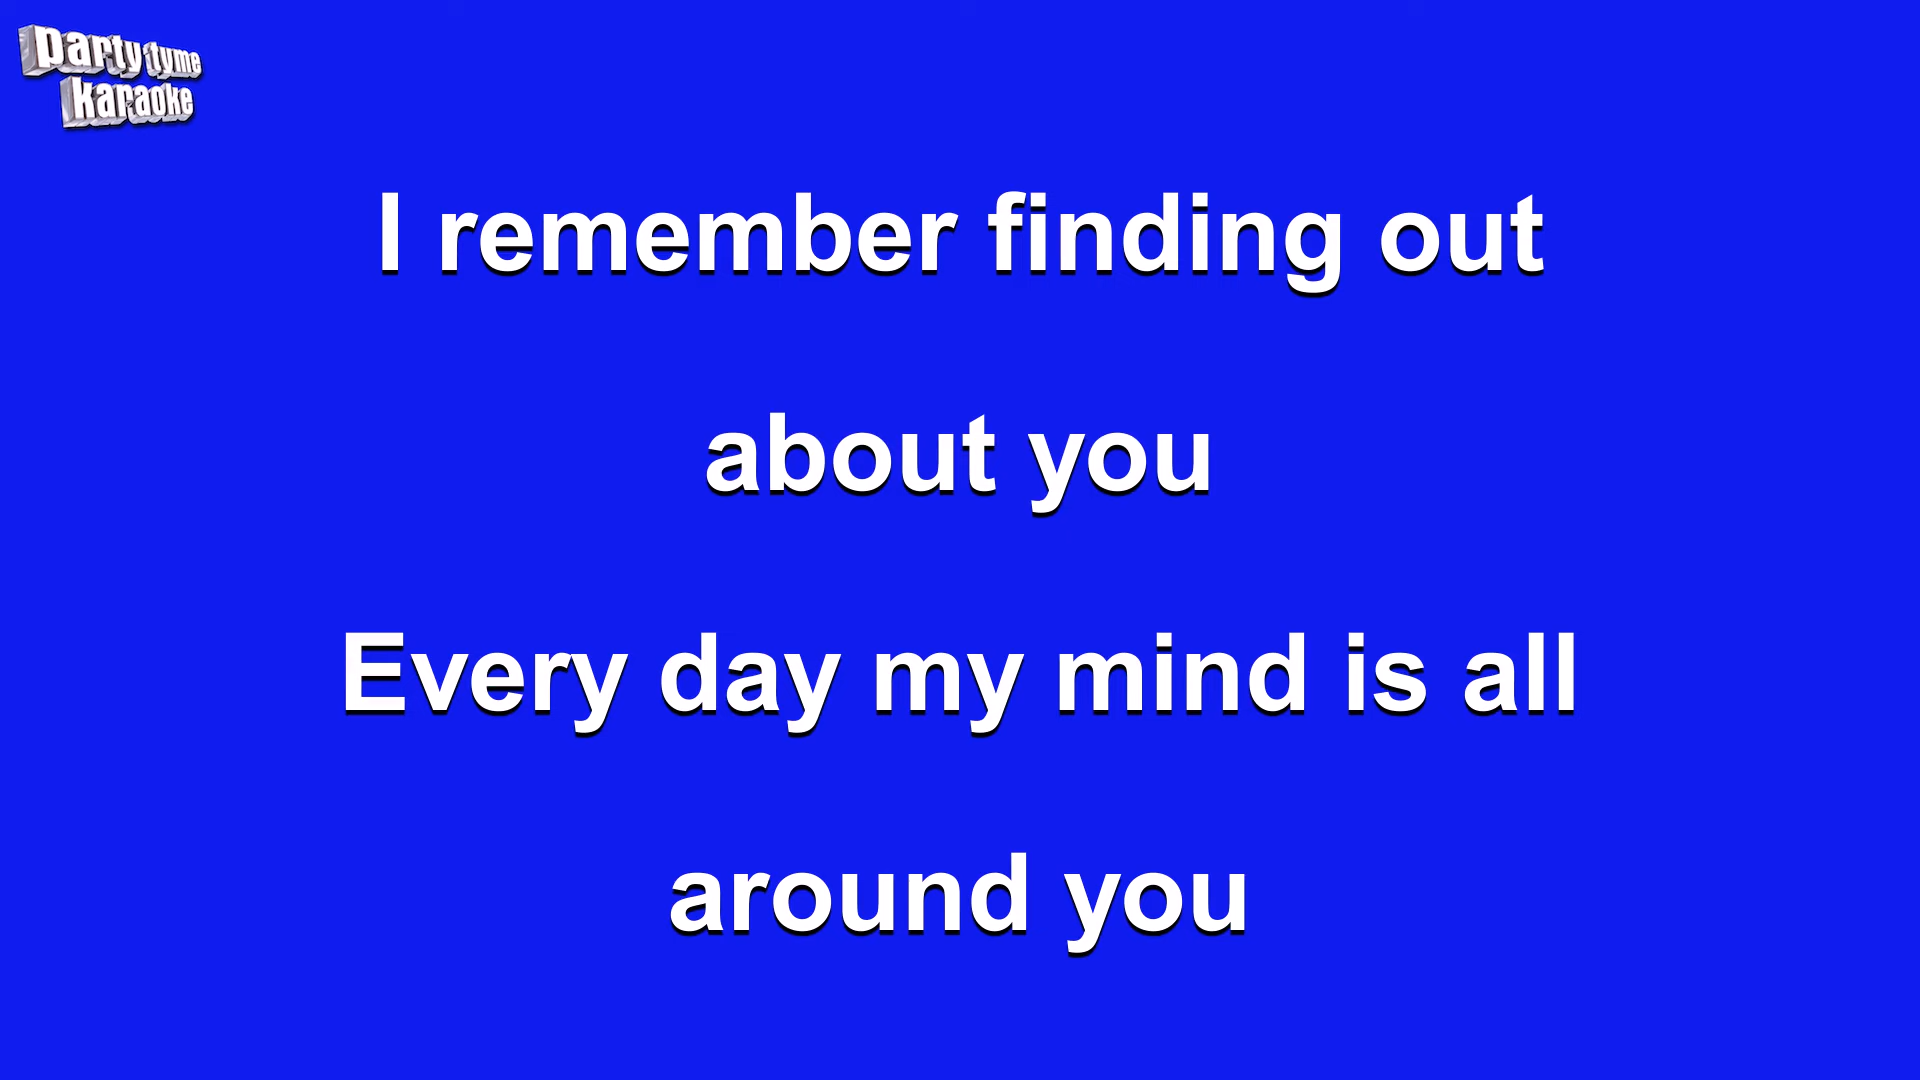 party tyme
karaoke
I remember finding out
about you
Every day my mind is all
around you